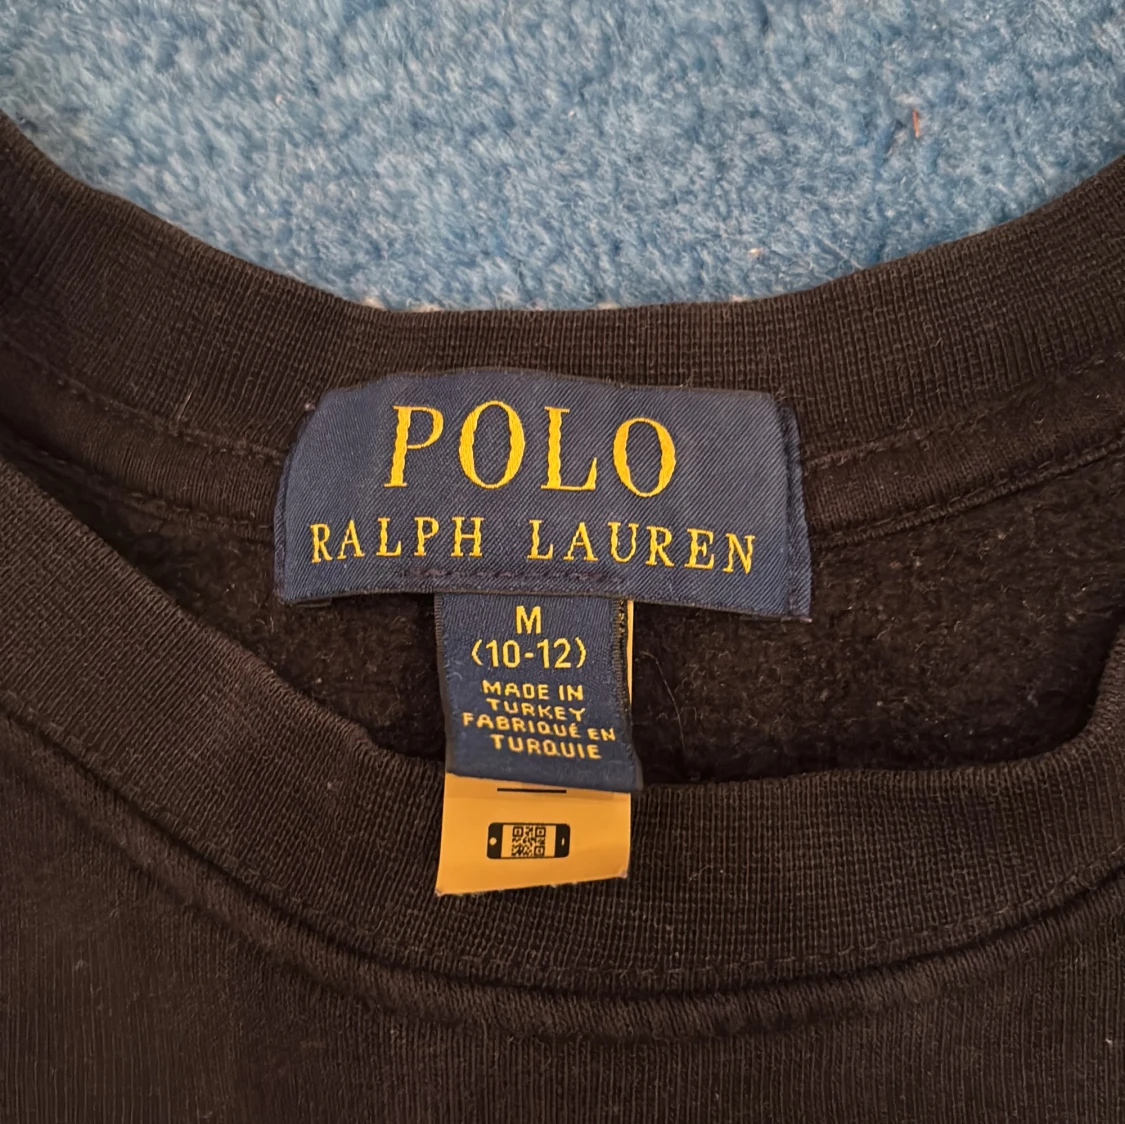 POLO
RALPH LAUREN
M
(10-12)
MADE IN
TURKEY
FABRIQUÉ EN
TURQUIE